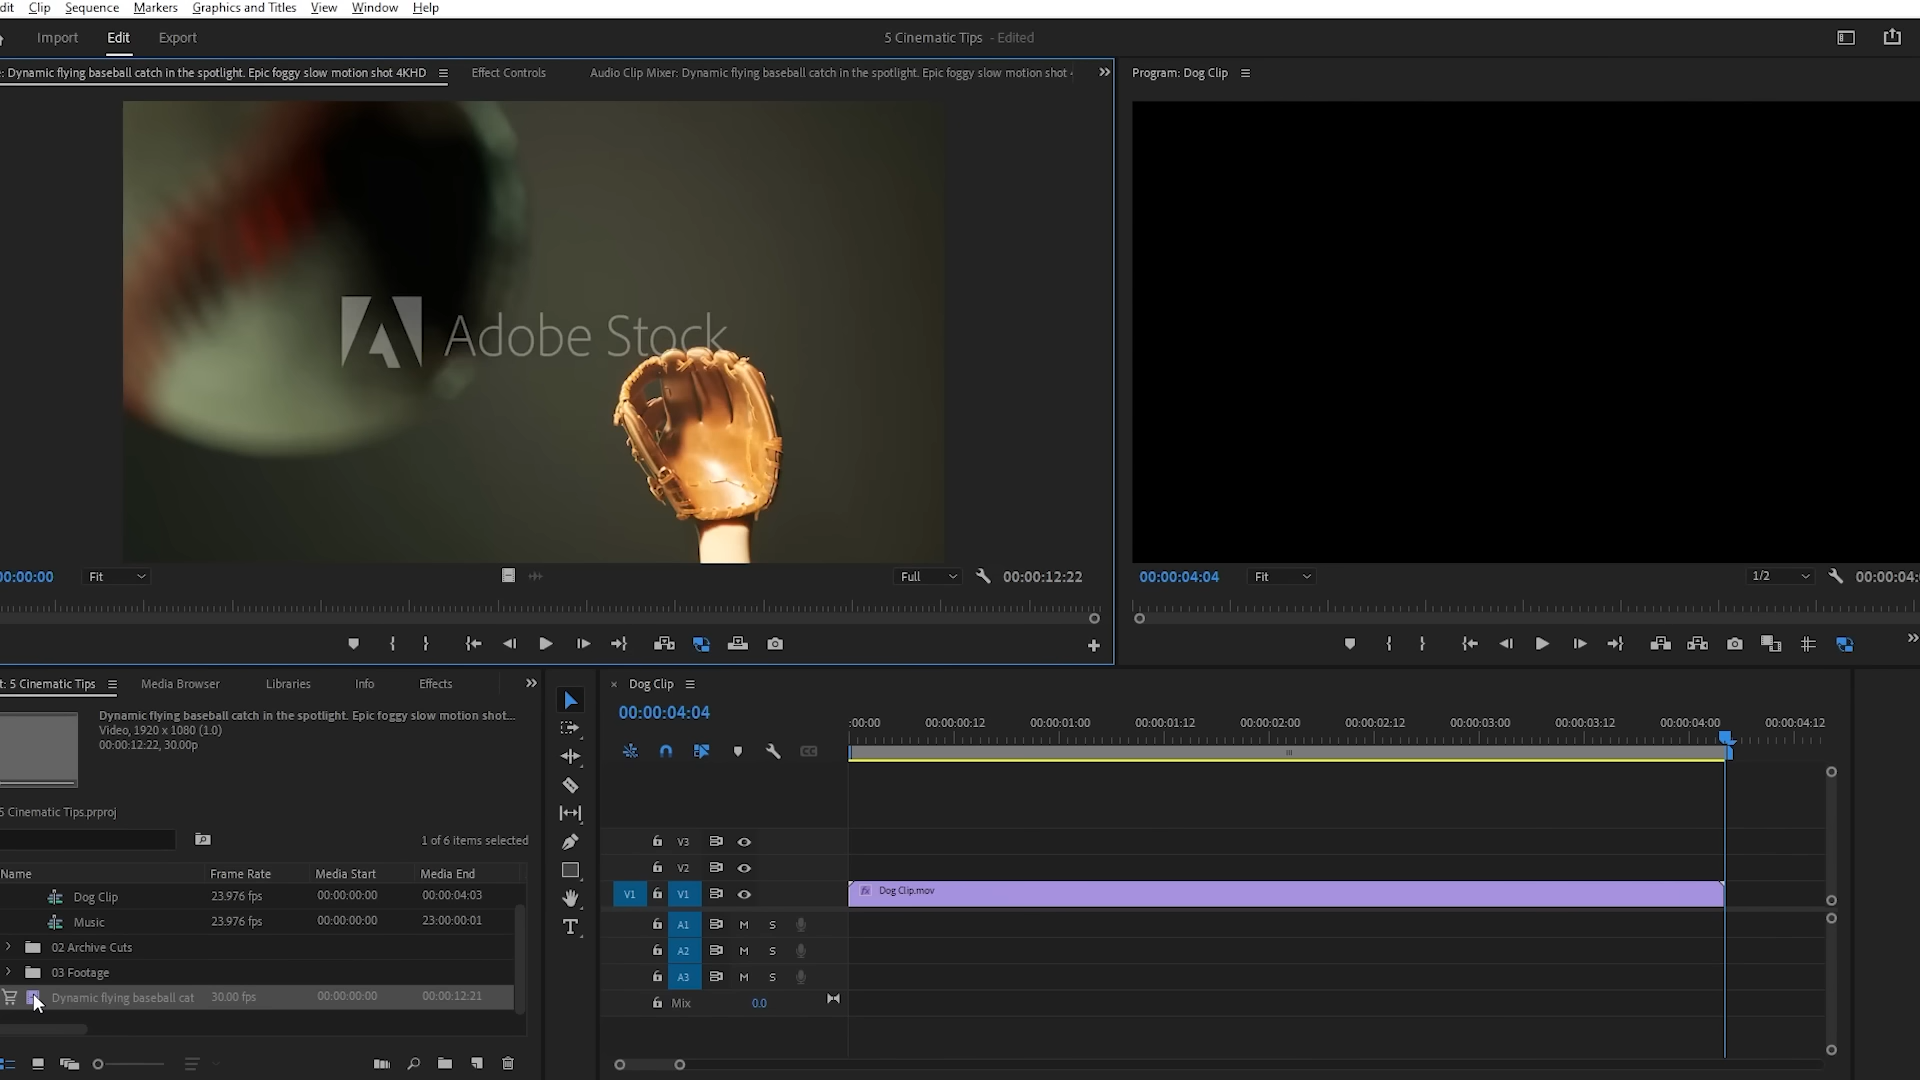 dit Clip Sequence Markers Graphics and Titles View Window Help
Import Edit Export 5 Cinematic Tips - Edited
: Dynamic flying baseball catch in the spotlight. Epic foggy slow motion shot 4KHD Effect Controls Audio Clip Mixer: Dynamic flying baseball catch in the spotlight. Epic foggy slow motion shot Program: Dog Clip
Adobe Stock
00:00:00 Fit Full 00:00:12:22 00:00:04:04 Fit 1/2 00:00:04:
t: 5 Cinematic Tips Media Browser Libraries Info Effects Dog Clip
Dynamic flying baseball catch in the spotlight. Epic foggy slow motion shot...
Video, 1920 x 1080 (1.0)
00:00:12:22, 30.00p
00:00:04:04
:00:00 00:00:00:12 00:00:01:00 00:00:01:12 00:00:02:00 00:00:02:12 00:00:03:00 00:00:03:12 00:00:04:00 00:00:04:12
CC
5 Cinematic Tips.prproj
1 of 6 items selected
Name Frame Rate Media Start Media End
Dog Clip 23.976 fps 00:00:00:00 00:00:04:03
Music 23.976 fps 00:00:00:00 23:00:00:01
02 Archive Cuts
03 Footage
Dynamic flying baseball cat 30.00 fps 00:00:00:00 00:00:12:21
V3
V2
V1 V1 fx Dog Clip.mov
A1 M S
A2 M S
A3 M S
Mix 0.0